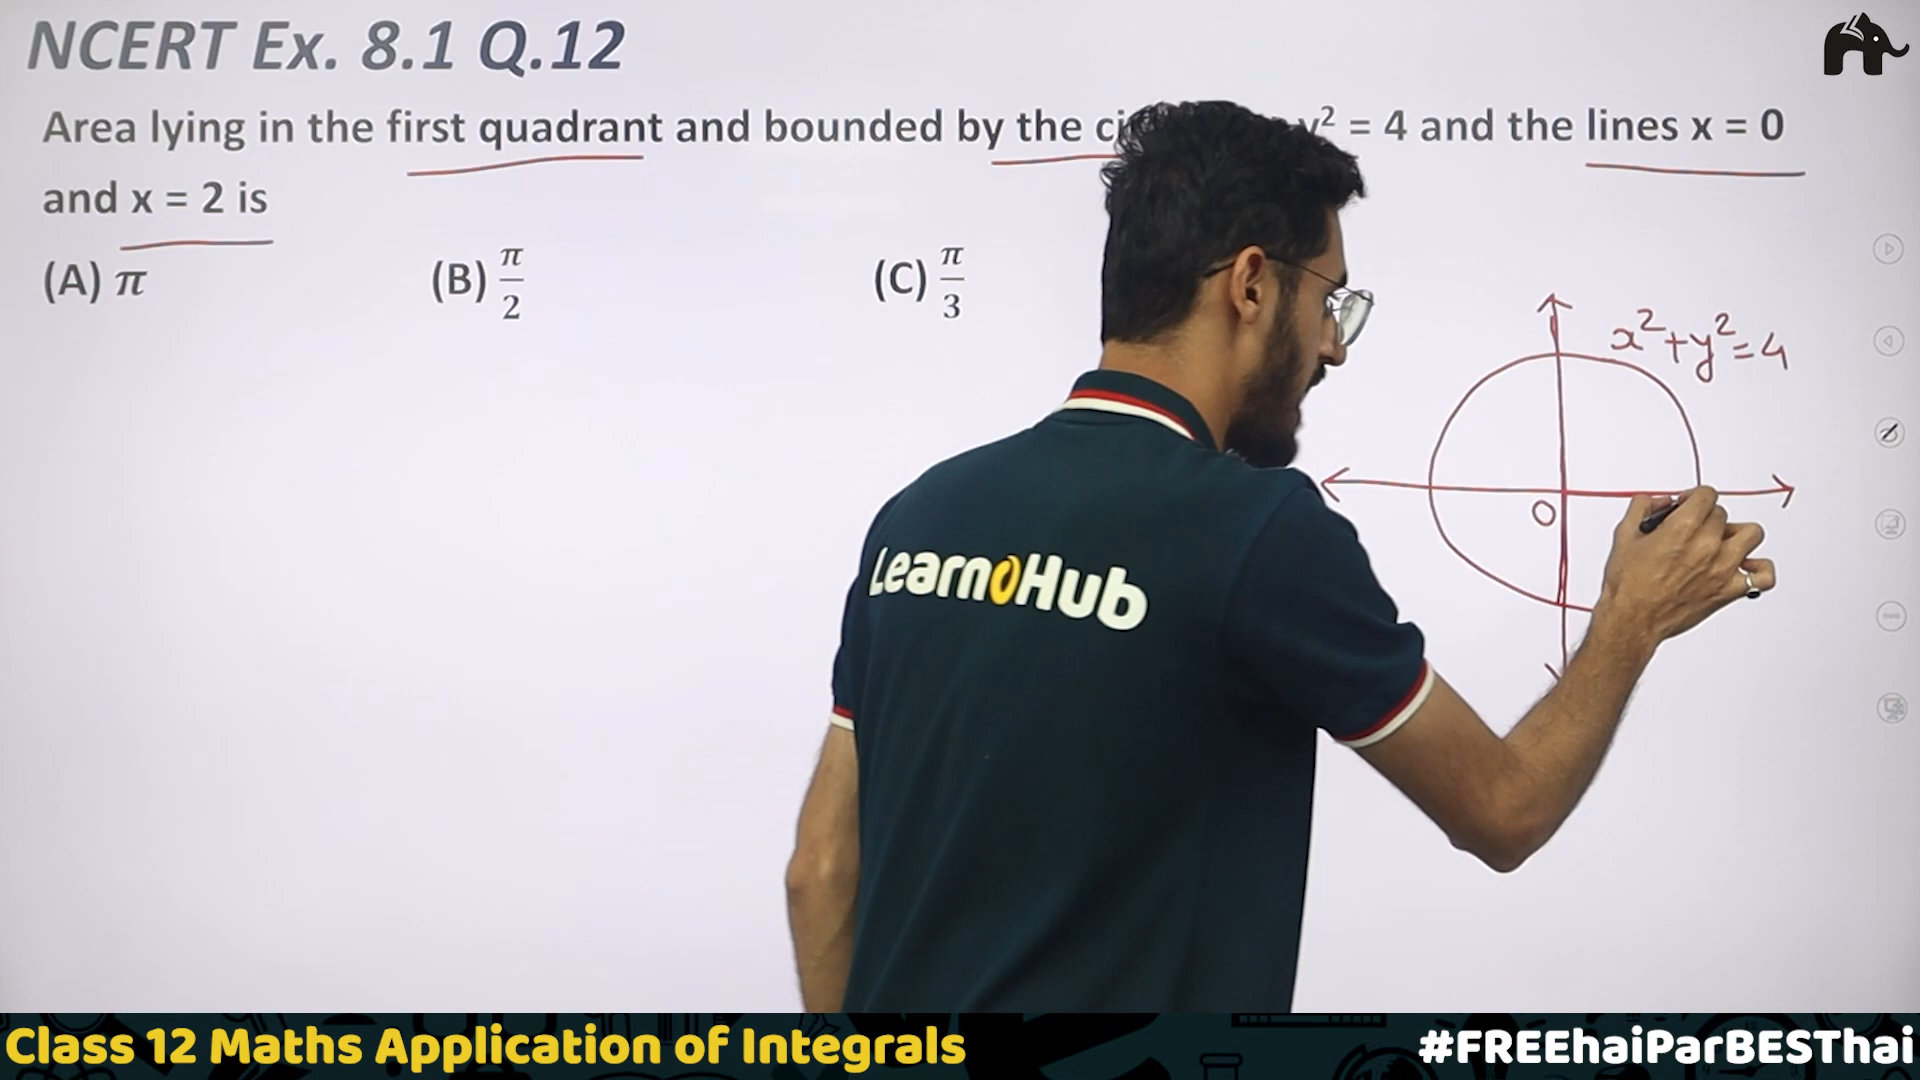 NCERT Ex. 8.1 Q.12
Area lying in the first quadrant and bounded by the y² = 4 and the lines x = 0
and x = 2 is
(A) π (B) π/2 (C) π/3
x²+y²=4
O
LearnoHub
Class 12 Maths Application of Integrals #FREEhaiParBESThai